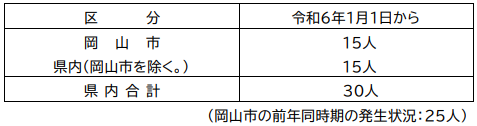 区　　分　令和6年1月1日から
岡　山　市　15人
県内(岡山市を除く。)　15人
県 内 合 計　30人
(岡山市の前年同時期の発生状況：25人)